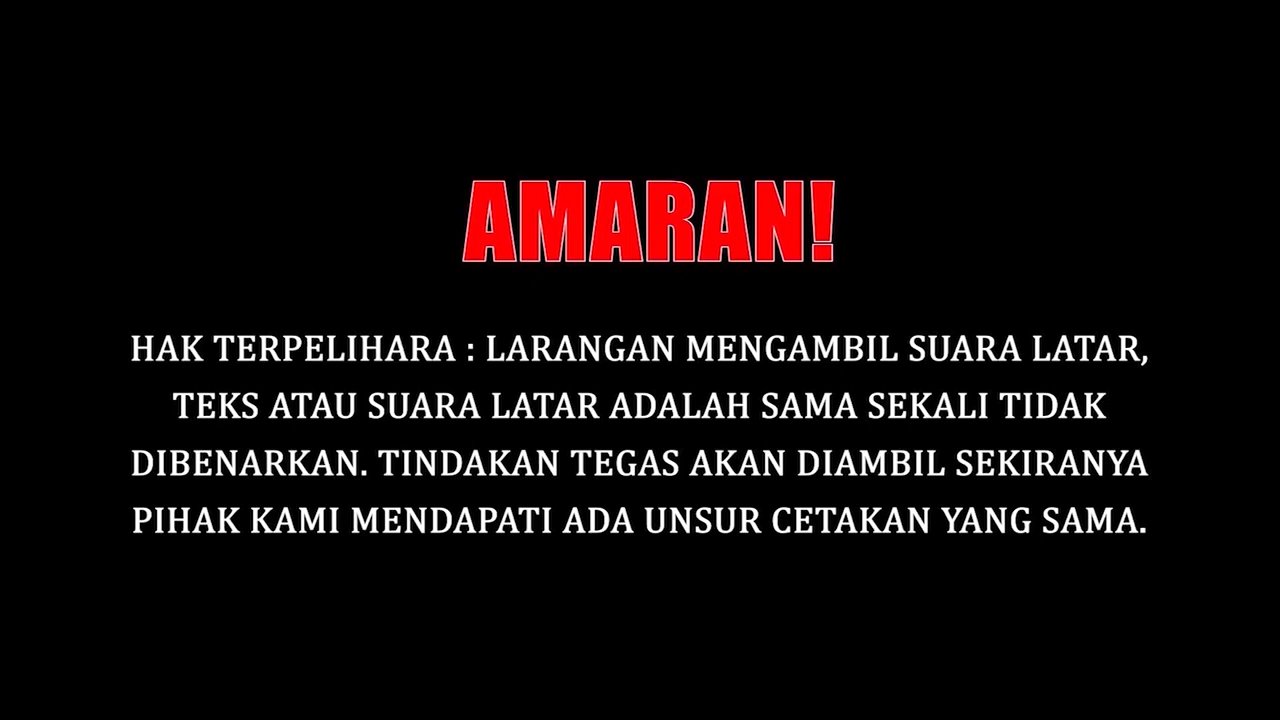 AMARAN!
HAK TERPELIHARA : LARANGAN MENGAMBIL SUARA LATAR,
TEKS ATAU SUARA LATAR ADALAH SAMA SEKALI TIDAK
DIBENARKAN. TINDAKAN TEGAS AKAN DIAMBIL SEKIRANYA
PIHAK KAMI MENDAPATI ADA UNSUR CETAKAN YANG SAMA.